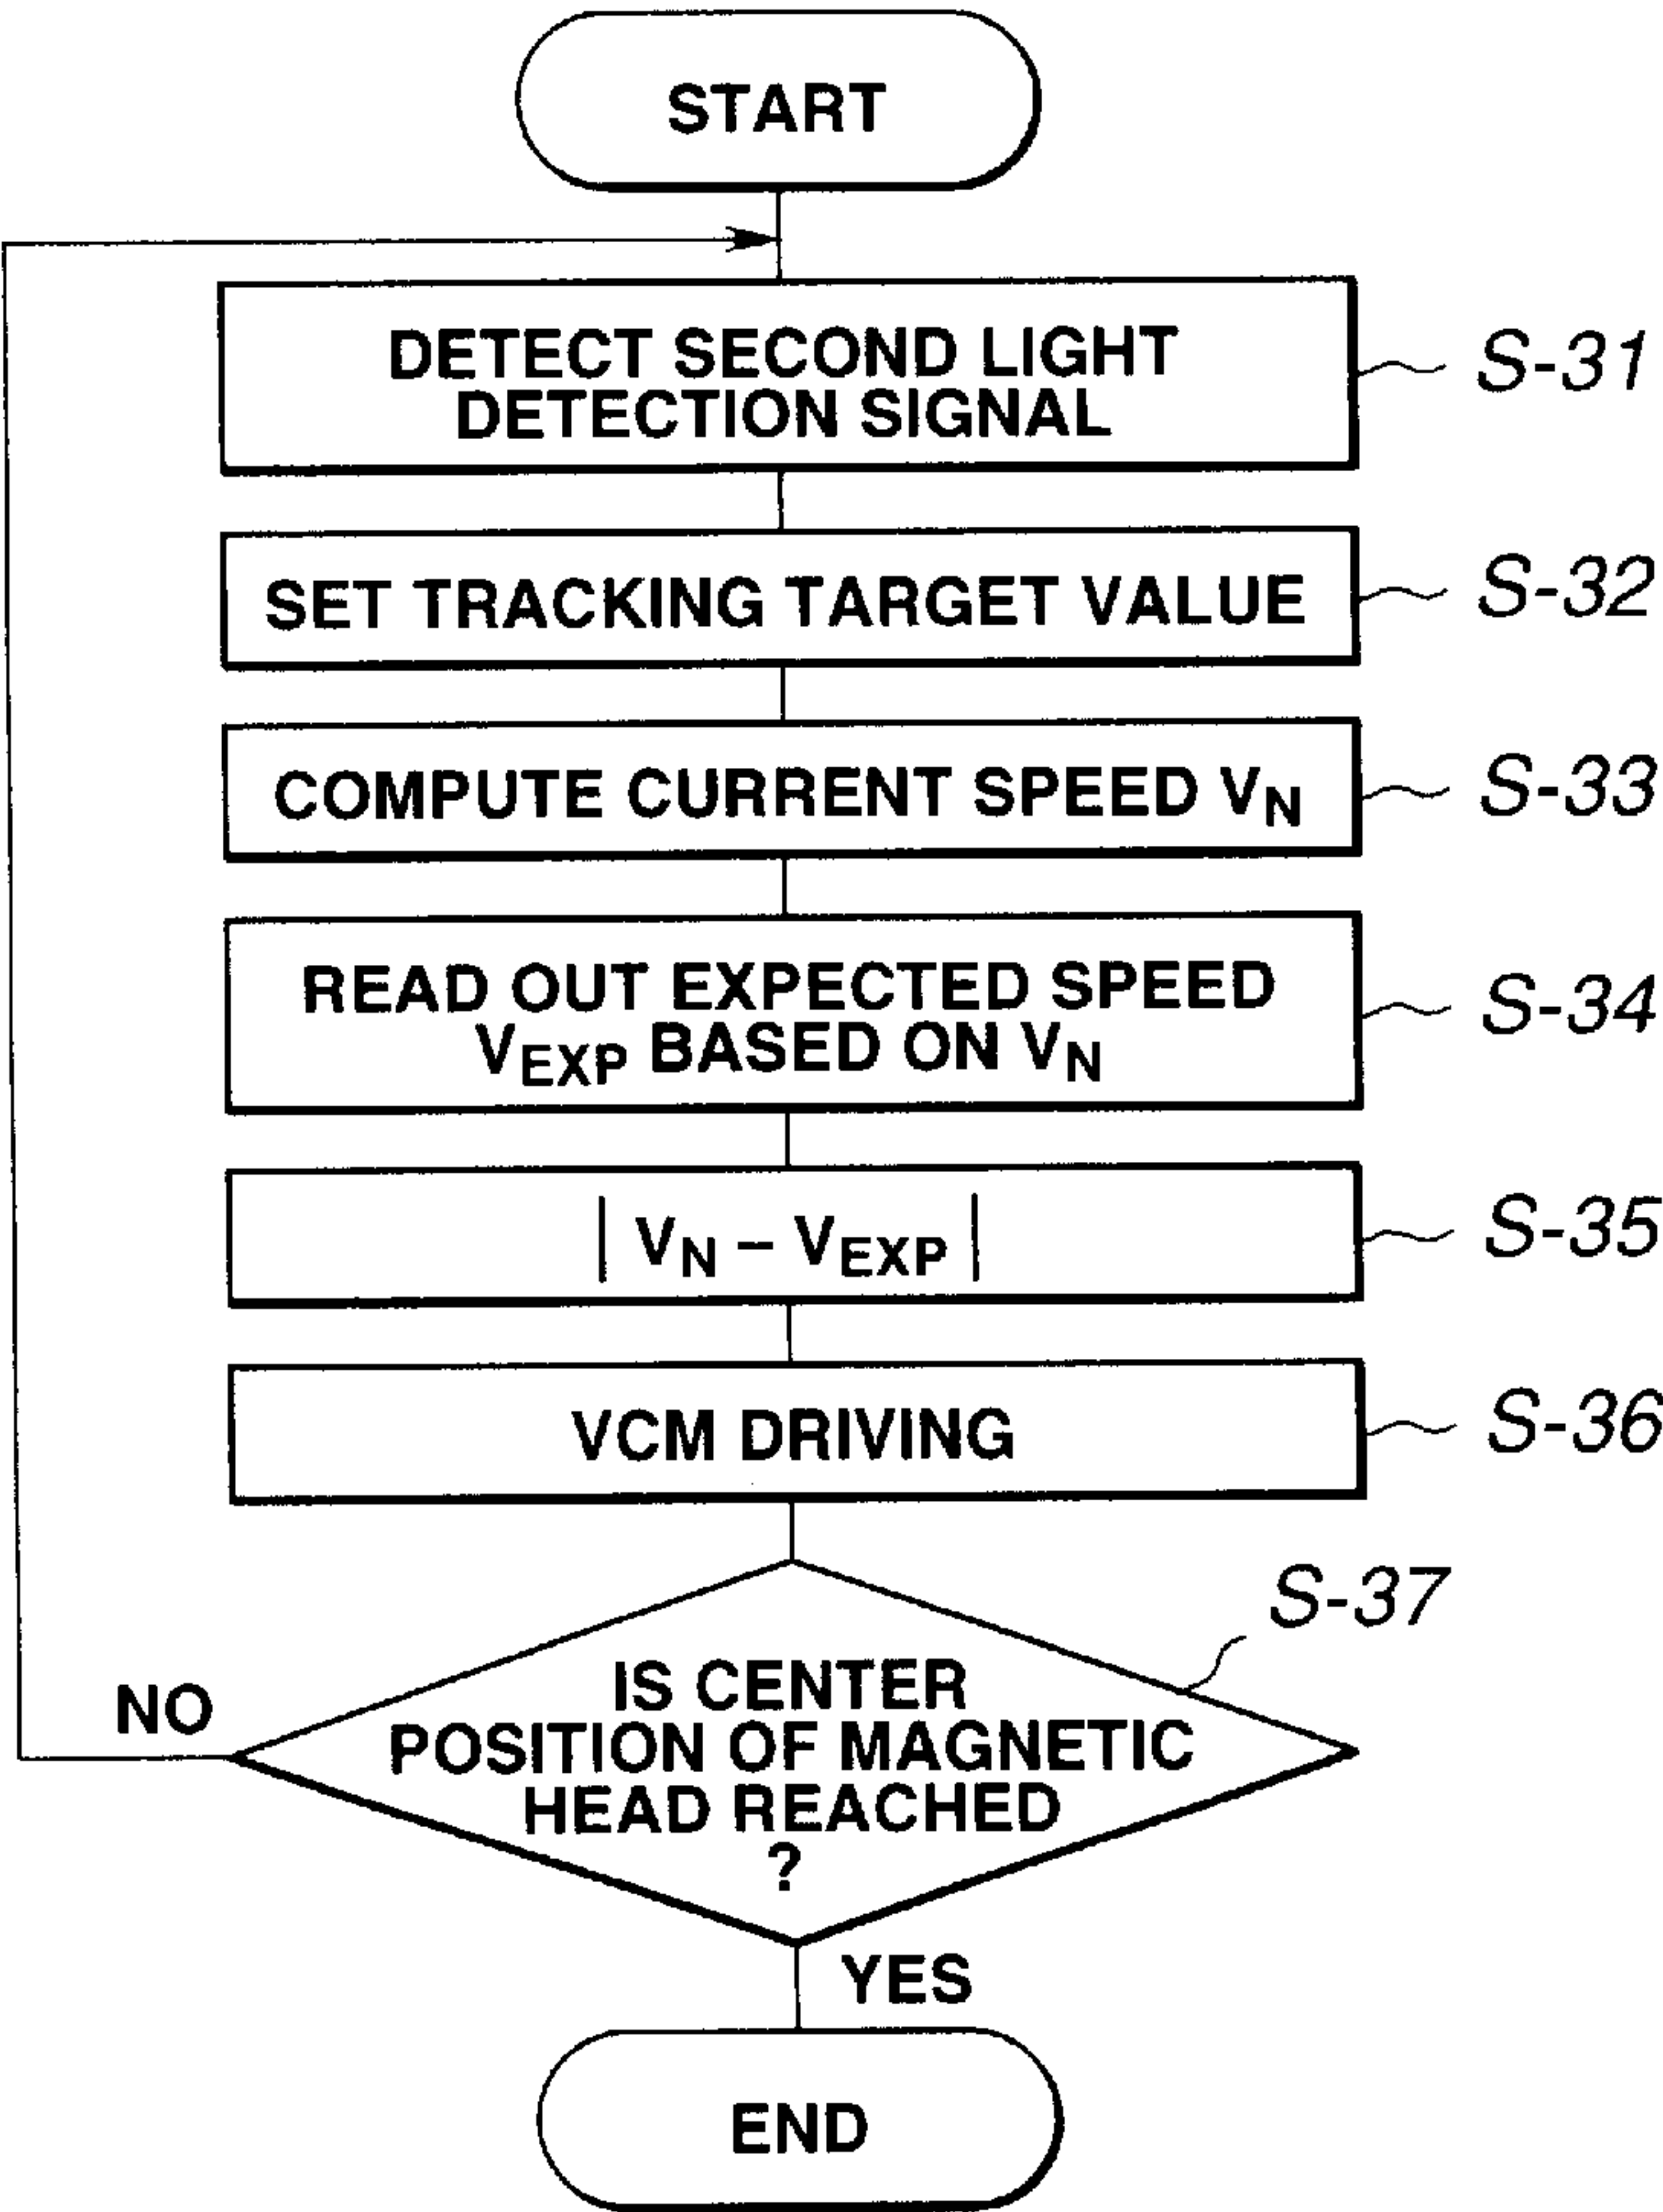 START
DETECT SECOND LIGHT
DETECTION SIGNAL
S-31
SET TRACKING TARGET VALUE
S-32
COMPUTE CURRENT SPEED VN
S-33
READ OUT EXPECTED SPEED
VEXP BASED ON VN
S-34
| VN – VEXP |
S-35
VCM DRIVING
S-36
S-37
IS CENTER
POSITION OF MAGNETIC
HEAD REACHED
?
NO
YES
END